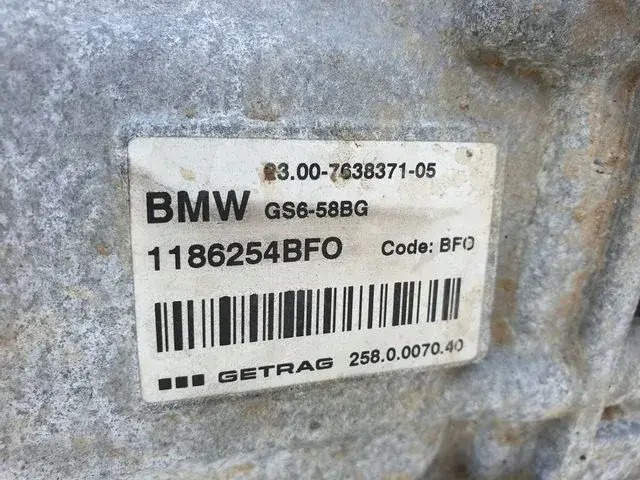 23.00-7638371-05
BMW GS6-58BG
1186254BFO Code: BFO
GETRAG 258.0.0070.40